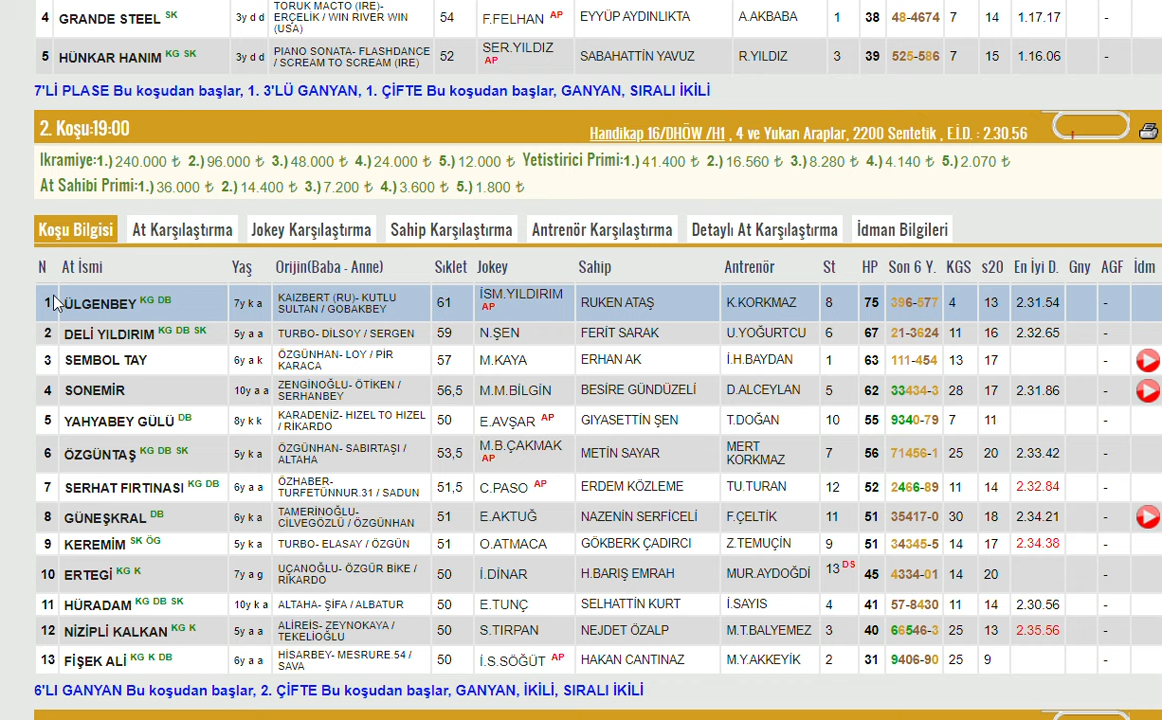 4 GRANDE STEEL SK 3y d d TORUK MACTO (IRE)- ERÇELİK / WIN RIVER WIN (USA) 54 F.FELHAN AP EYYÜP AYDINLIKTA A.AKBABA 1 38 48-4674 7 14 1.17.17 -
5 HÜNKAR HANIM KG SK 3y d d PIANO SONATA- FLASHDANCE / SCREAM TO SCREAM (IRE) 52 SER.YILDIZ AP SABAHATTİN YAVUZ R.YILDIZ 3 39 525-586 7 15 1.16.06 -
7'Lİ PLASE Bu koşudan başlar, 1. 3'LÜ GANYAN, 1. ÇİFTE Bu koşudan başlar, GANYAN, SIRALI İKİLİ
2. Koşu:19:00 Handikap 16/DHÖW /H1 , 4 ve Yukarı Araplar, 2200 Sentetik , E.İ.D. : 2.30.56
Ikramiye:1.) 240.000 ₺ 2.) 96.000 ₺ 3.) 48.000 ₺ 4.) 24.000 ₺ 5.) 12.000 ₺ Yetistirici Primi:1.) 41.400 ₺ 2.) 16.560 ₺ 3.) 8.280 ₺ 4.) 4.140 ₺ 5.) 2.070 ₺
At Sahibi Primi:1.) 36.000 ₺ 2.) 14.400 ₺ 3.) 7.200 ₺ 4.) 3.600 ₺ 5.) 1.800 ₺
Koşu Bilgisi At Karşılaştırma Jokey Karşılaştırma Sahip Karşılaştırma Antrenör Karşılaştırma Detaylı At Karşılaştırma İdman Bilgileri
N At İsmi Yaş Orijin(Baba - Anne) Sıklet Jokey Sahip Antrenör St HP Son 6 Y. KGS s20 En İyi D. Gny AGF İdm
1 ÜLGENBEY KG DB 7y k a KAIZBERT (RU)- KUTLU SULTAN / GOBAKBEY 61 İSM.YILDIRIM AP RUKEN ATAŞ K.KORKMAZ 8 75 396-577 4 13 2.31.54 -
2 DELİ YILDIRIM KG DB SK 5y a a TURBO- DİLSOY / SERGEN 59 N.ŞEN FERİT SARAK U.YOĞURTCU 6 67 21-3624 11 16 2.32.65 -
3 SEMBOL TAY 6y a k ÖZGÜNHAN- LOY / PİR KARACA 57 M.KAYA ERHAN AK İ.H.BAYDAN 1 63 111-454 13 17 -
4 SONEMİR 10y a a ZENGİNOĞLU- ÖTİKEN / SERHANBEY 56,5 M.M.BİLGİN BEŞİRE GÜNDÜZELİ D.ALCEYLAN 5 62 33434-3 28 17 2.31.86 -
5 YAHYABEY GÜLÜ DB 8y k k KARADENİZ- HIZEL TO HIZEL / RİKARDO 50 E.AVŞAR AP GIYASETTİN ŞEN T.DOĞAN 10 55 9340-79 7 11 -
6 ÖZGÜNTAŞ KG DB SK 5y k a ÖZGÜNHAN- SABIRTAŞI / ALTAHA 53,5 M.B.ÇAKMAK AP METİN SAYAR MERT KORKMAZ 7 56 71456-1 25 20 2.33.42 -
7 SERHAT FIRTINASI KG DB 6y a a ÖZHABER- TURFETÜNNUR.31 / SADUN 51,5 C.PASO AP ERDEM KÖZLEME TU.TURAN 12 52 2466-89 11 14 2.32.84 -
8 GÜNEŞKRAL DB 6y k a TAMERİNOĞLU- CİLVEGÖZLÜ / ÖZGÜNHAN 51 E.AKTUĞ NAZENİN SERFİCELİ F.ÇELTİK 11 51 35417-0 30 18 2.34.21 -
9 KEREMİM SK ÖG 5y k a TURBO- ELASAY / ÖZGÜN 51 O.ATMACA GÖKBERK ÇADIRCI Z.TEMUÇİN 9 51 34345-5 14 17 2.34.38 -
10 ERTEGİ KG K 7y a g UÇANOĞLU- ÖZGÜR BİKE / RİKARDO 50 İ.DİNAR H.BARIŞ EMRAH MUR.AYDOĞDİ 13 DS 45 4334-01 14 20 -
11 HÜRADAM KG DB SK 10y k a ALTAHA- ŞİFA / ALBATUR 50 E.TUNÇ SELHATTİN KURT İ.SAYIS 4 41 57-8430 11 14 2.30.56 -
12 NİZİPLİ KALKAN KG K 5y a a ALİREİS- ZEYNOKAYA / TEKELİOĞLU 50 S.TIRPAN NEJDET ÖZALP M.T.BALYEMEZ 3 40 66546-3 25 13 2.35.56 -
13 FİŞEK ALİ KG K DB 6y a a HİSARBEY- MESRURE.54 / SAVA 50 İ.S.SÖĞÜT AP HAKAN CANTINAZ M.Y.AKKEYİK 2 31 9406-90 25 9 -
6'LI GANYAN Bu koşudan başlar, 2. ÇİFTE Bu koşudan başlar, GANYAN, İKİLİ, SIRALI İKİLİ